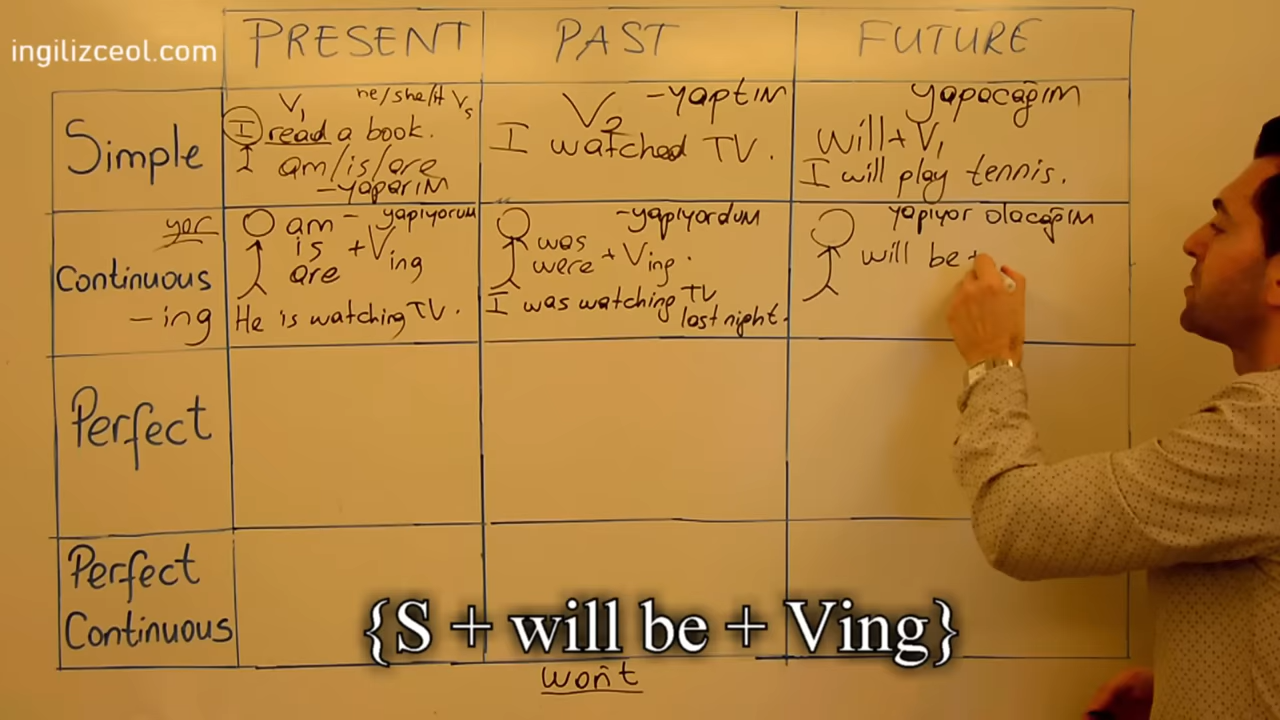 ingilizceol.com
PRESENT PAST FUTURE
Simple
V1 he/she/it Vs
I read a book.
I am/is/are
-yaparım
V2 -yaptım
I watched TV.
yapacağım
will + V1
I will play tennis.
yor
Continuous
-ing
am - yapıyorum
is + Ving
are
He is watching TV.
-yapıyordum
was
were + Ving.
I was watching TV
last night.
yapıyor olacağım
will be +
Perfect
Perfect
Continuous
{S + will be + Ving}
won't